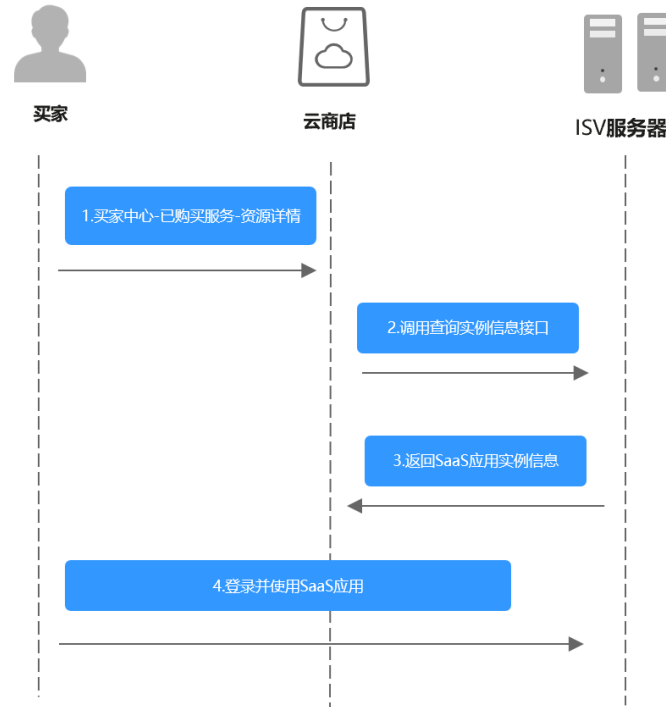 买家
云商店
ISV服务器
1.买家中心-已购买服务-资源详情
2.调用查询实例信息接口
3.返回SaaS应用实例信息
4.登录并使用SaaS应用